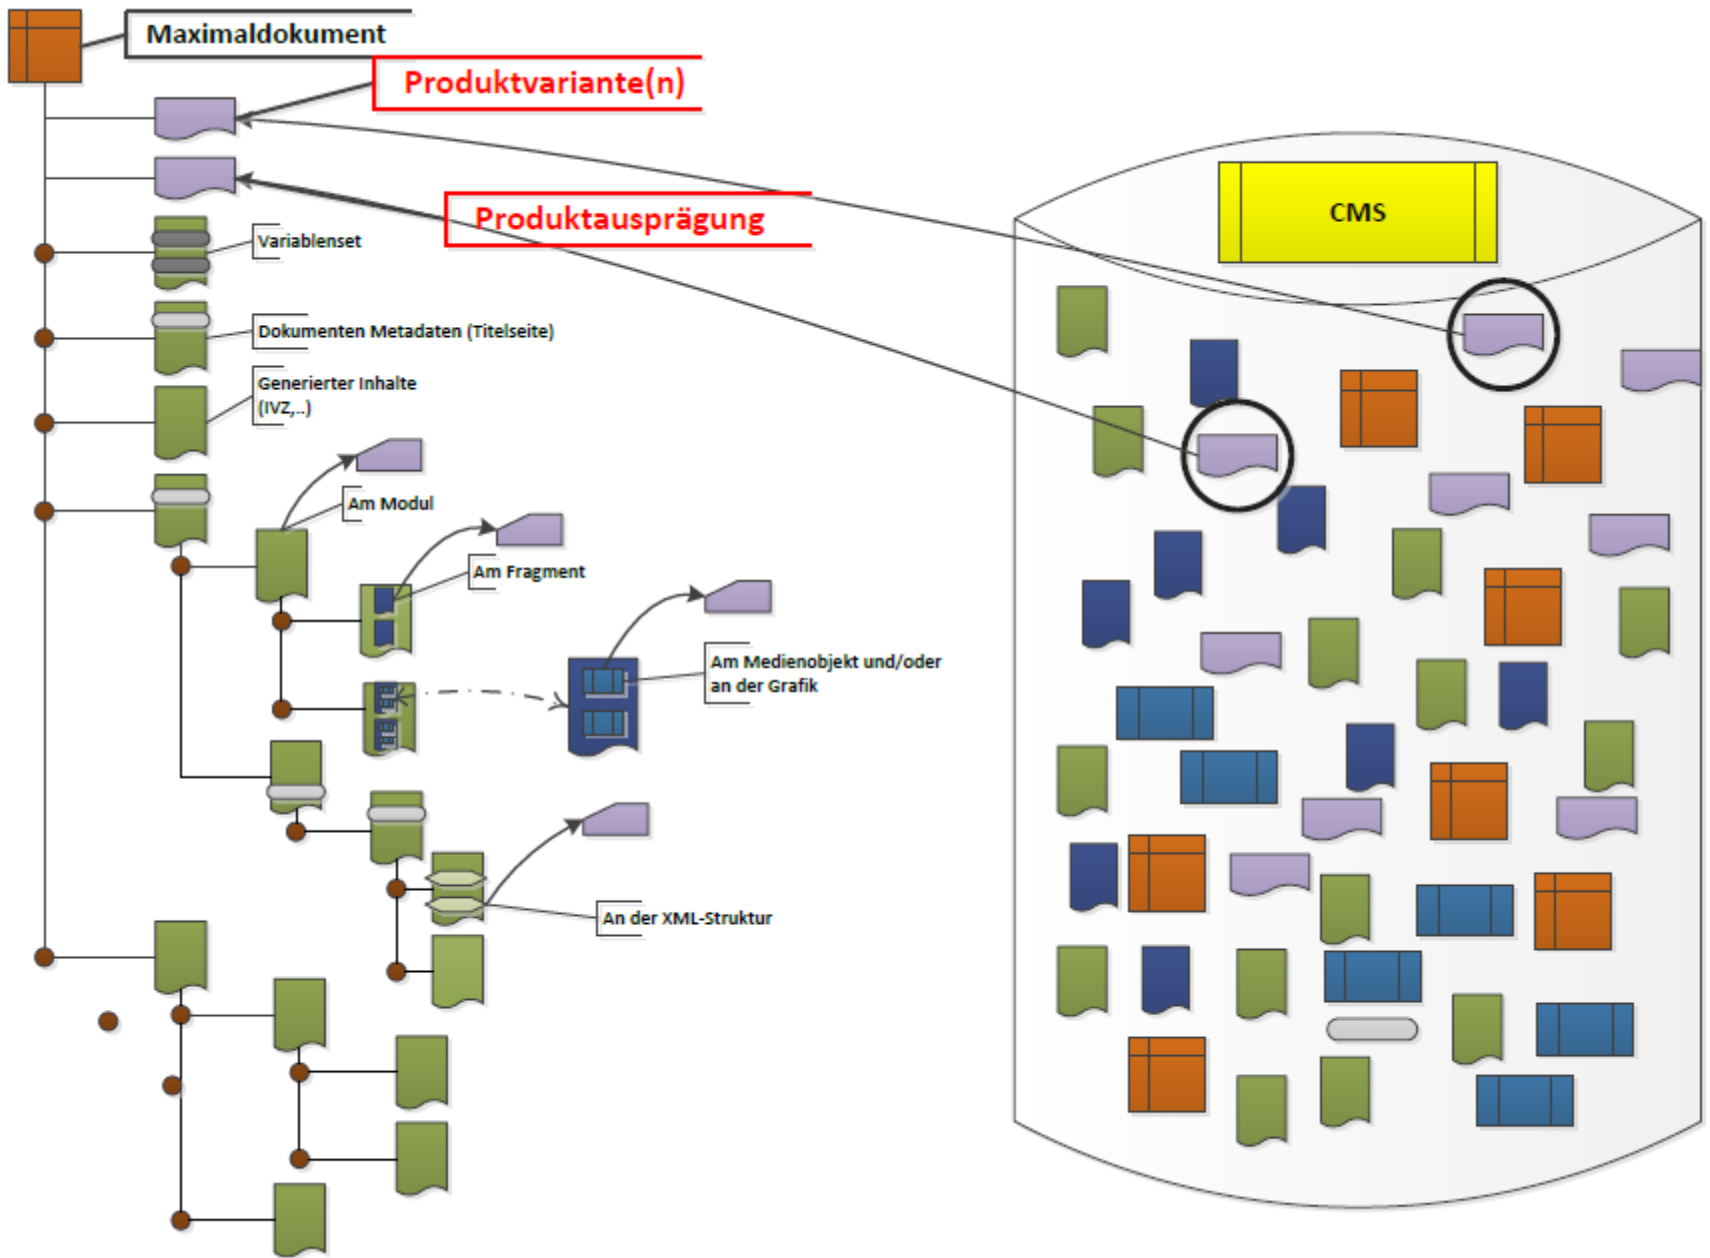 Maximaldokument
Produktvariante(n)
Produktausprägung
CMS
Variablenset
Dokumenten Metadaten (Titelseite)
Generierter Inhalte
(IVZ,..)
Am Modul
Am Fragment
Am Medienobjekt und/oder
an der Grafik
An der XML-Struktur